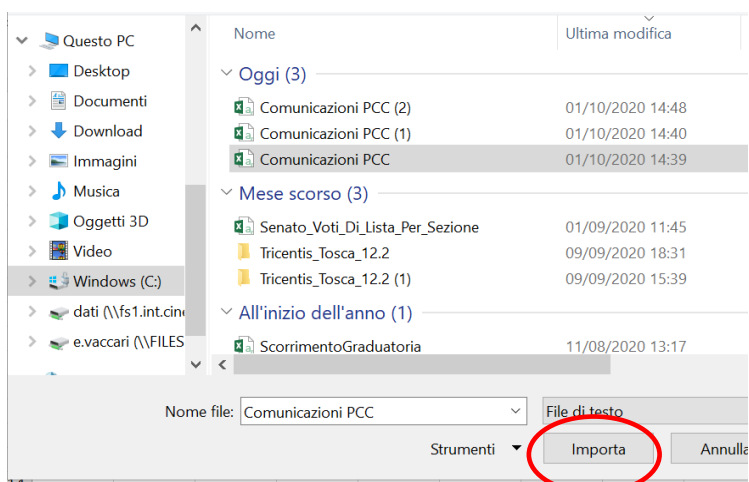 Questo PC
Desktop
Documenti
Download
Immagini
Musica
Oggetti 3D
Video
Windows (C:)
dati (\\fs1.int.cine
e.vaccari (\\FILES
Nome Ultima modifica
Oggi (3)
Comunicazioni PCC (2) 01/10/2020 14:48
Comunicazioni PCC (1) 01/10/2020 14:40
Comunicazioni PCC 01/10/2020 14:39
Mese scorso (3)
Senato_Voti_Di_Lista_Per_Sezione 01/09/2020 11:45
Tricentis_Tosca_12.2 09/09/2020 18:31
Tricentis_Tosca_12.2 (1) 09/09/2020 15:39
All'inizio dell'anno (1)
ScorrimentoGraduatoria 11/08/2020 13:17
Nome file: Comunicazioni PCC File di testo
Strumenti Importa Annulla